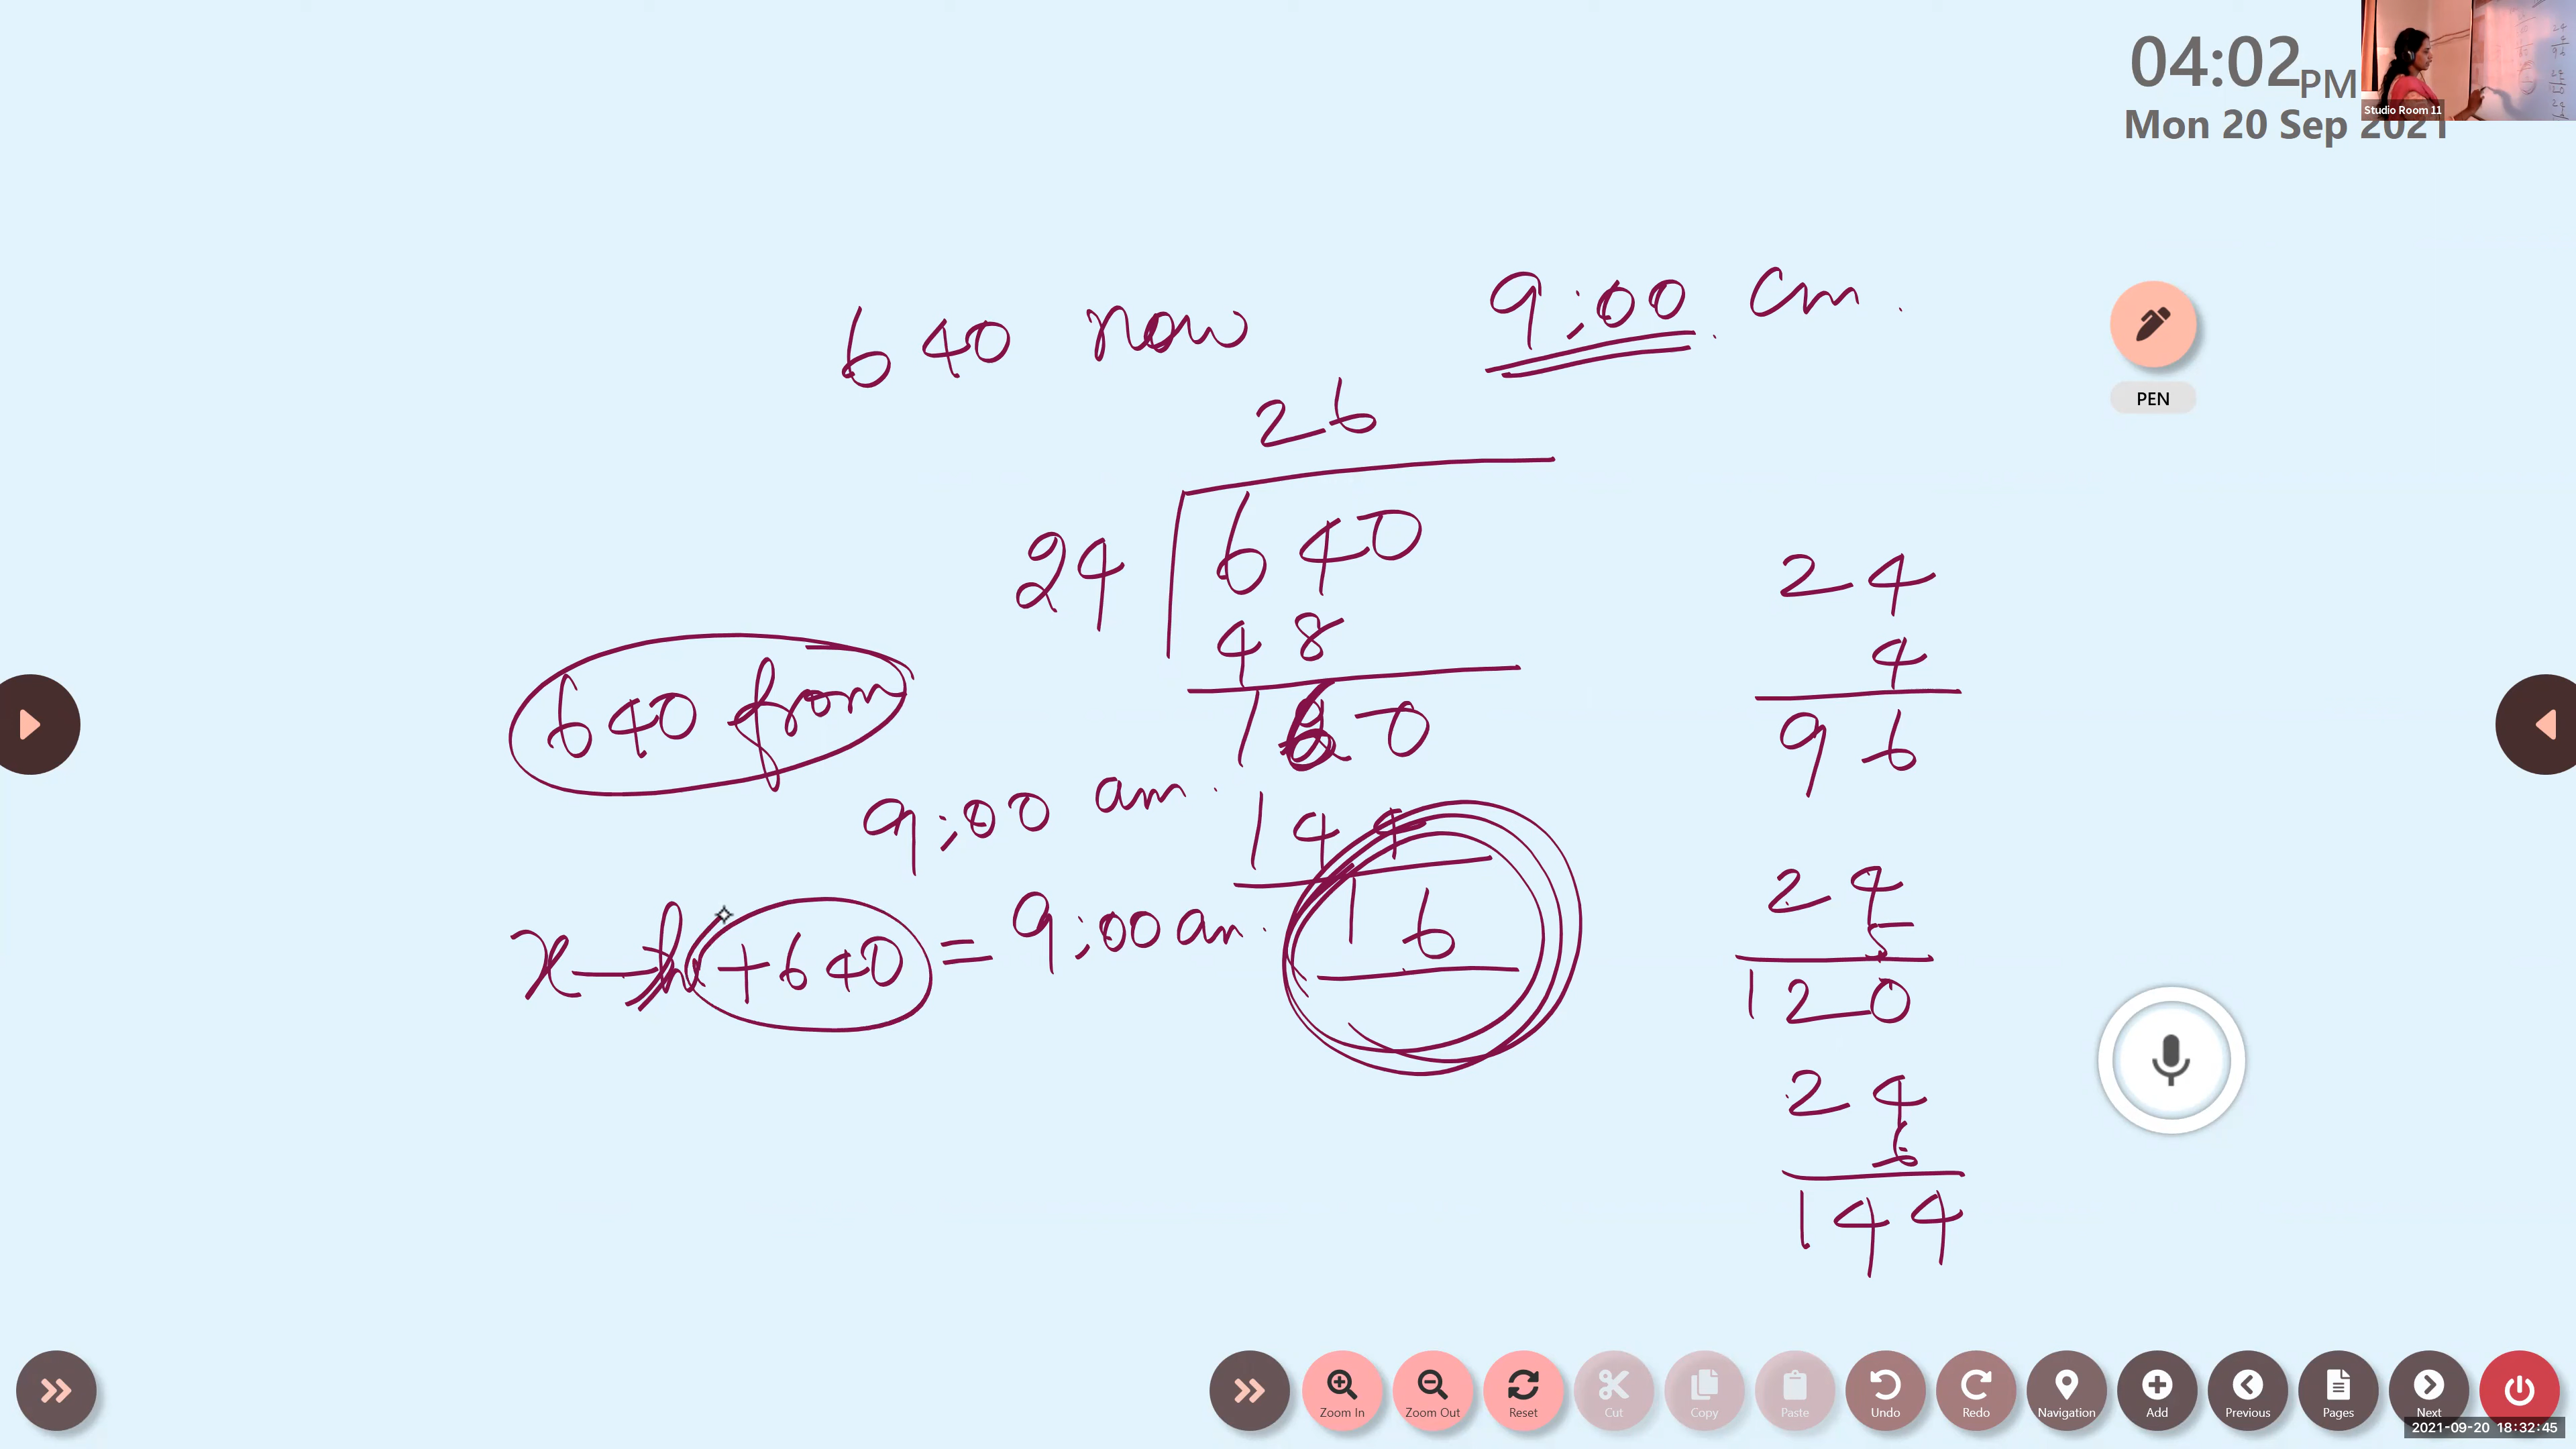 04:02 PM
Mon 20 Sep 2021
Studio Room 11
640 now 9:00 am.
PEN
26
24 640
48
160
144
16
640 from
9:00 am.
x +640 = 9:00 am.
24
4
96
24
5
120
24
6
144
Zoom In Zoom Out Reset Cut Copy Paste Undo Redo Navigation Add Previous Pages Next
2021-09-20 18:32:45